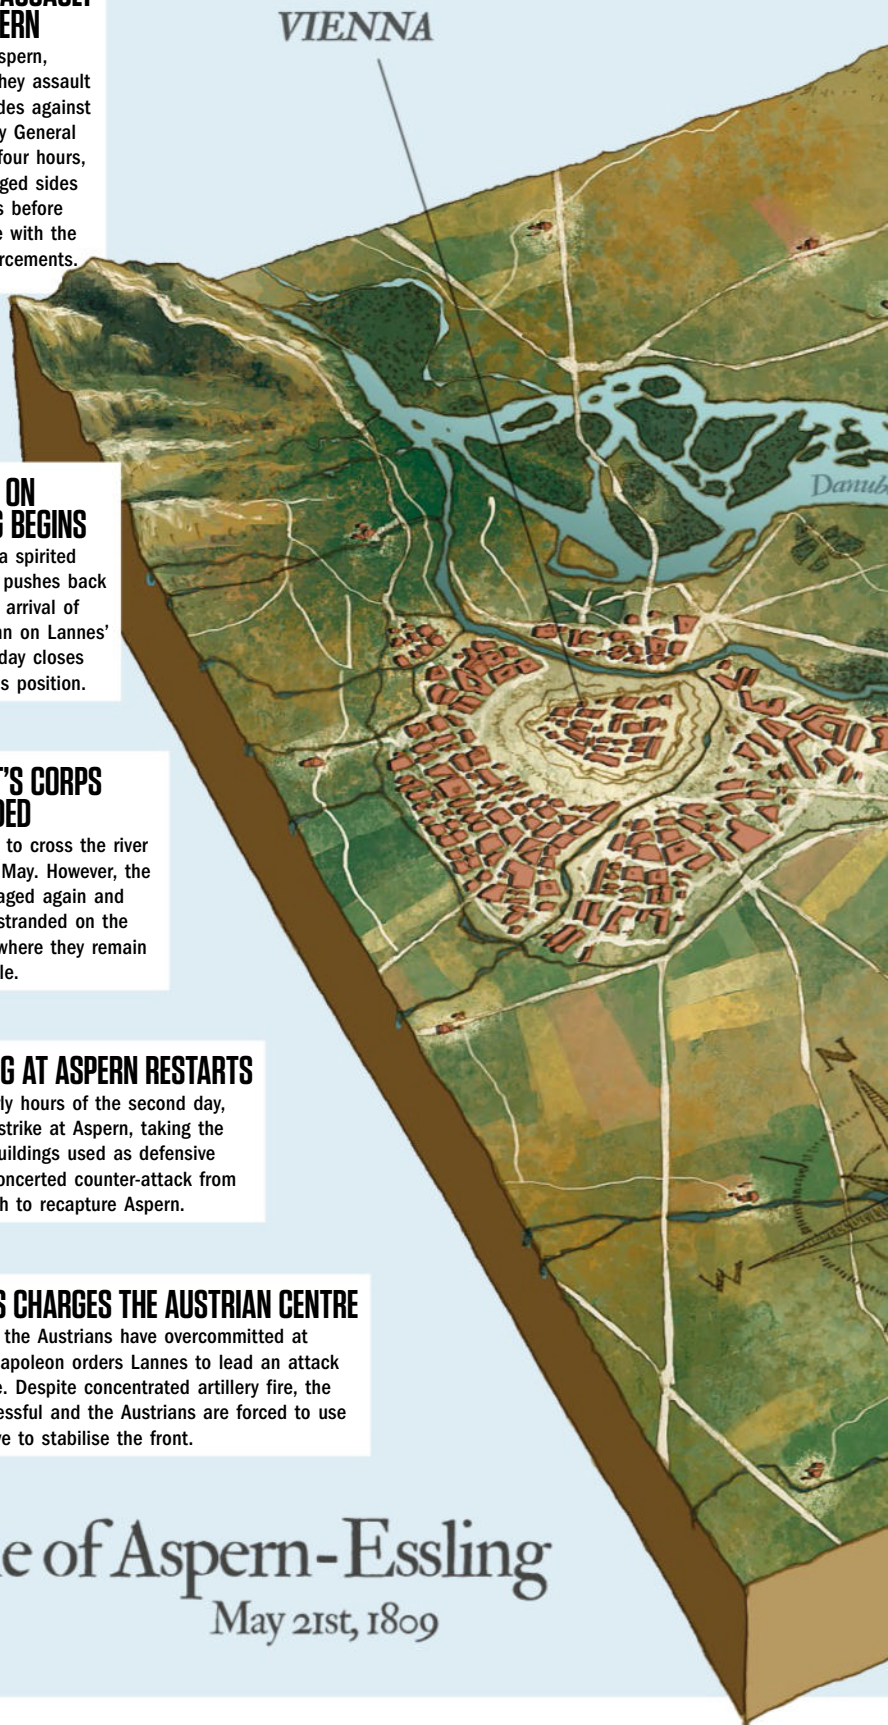 VIENNA
ERN
spern,
hey assault
des against
y General
four hours,
ged sides
s before
e with the
rcements.
Danub
ON
G BEGINS
a spirited
pushes back
arrival of
nn on Lannes’
day closes
s position.
T’S CORPS
DED
to cross the river
May. However, the
aged again and
stranded on the
where they remain
le.
G AT ASPERN RESTARTS
rly hours of the second day,
strike at Aspern, taking the
uildings used as defensive
oncerted counter-attack from
h to recapture Aspern.
N
W
S CHARGES THE AUSTRIAN CENTRE
the Austrians have overcommitted at
apoleon orders Lannes to lead an attack
e. Despite concentrated artillery fire, the
essful and the Austrians are forced to use
ve to stabilise the front.
e of Aspern-Essling
May 21st, 1809